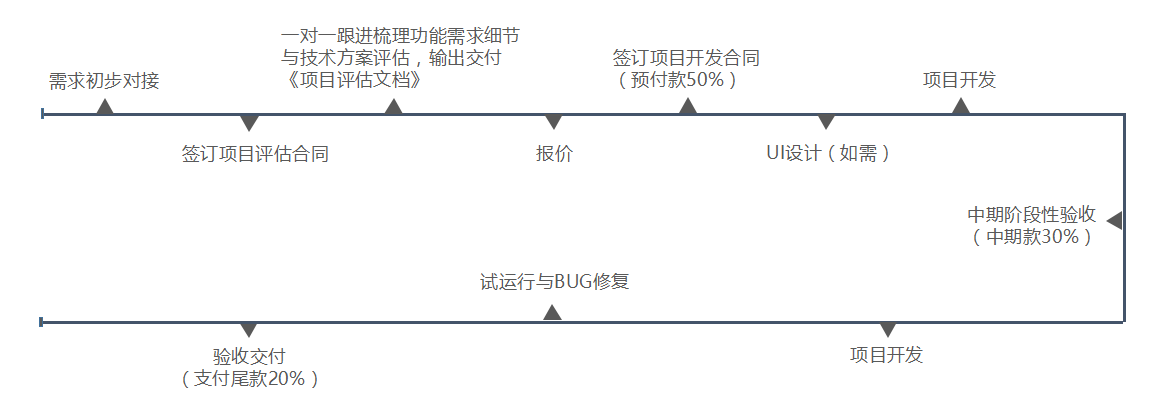 需求初步对接
签订项目评估合同
一对一跟进梳理功能需求细节
与技术方案评估，输出交付
《项目评估文档》
报价
签订项目开发合同
（预付款50%）
UI设计（如需）
项目开发
中期阶段性验收
（中期款30%）
项目开发
试运行与BUG修复
验收交付
（支付尾款20%）